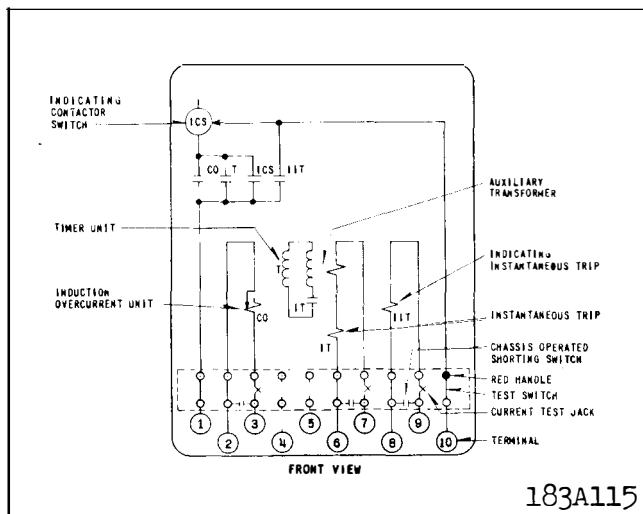 INDICATING
CONTACTOR
SWITCH
ICS
CO T ICS IIT
AUXILIARY
TRANSFORMER
TIMER UNIT
T
INDICATING
INSTANTANEOUS TRIP
INDUCTION
OVERCURRENT UNIT
CO
IT
IIT
INSTANTANEOUS TRIP
IT
CHASSIS OPERATED
SHORTING SWITCH
RED HANDLE
TEST SWITCH
CURRENT TEST JACK
1 2 3 4 5 6 7 8 9 10
TERMINAL
FRONT VIEW
183A115